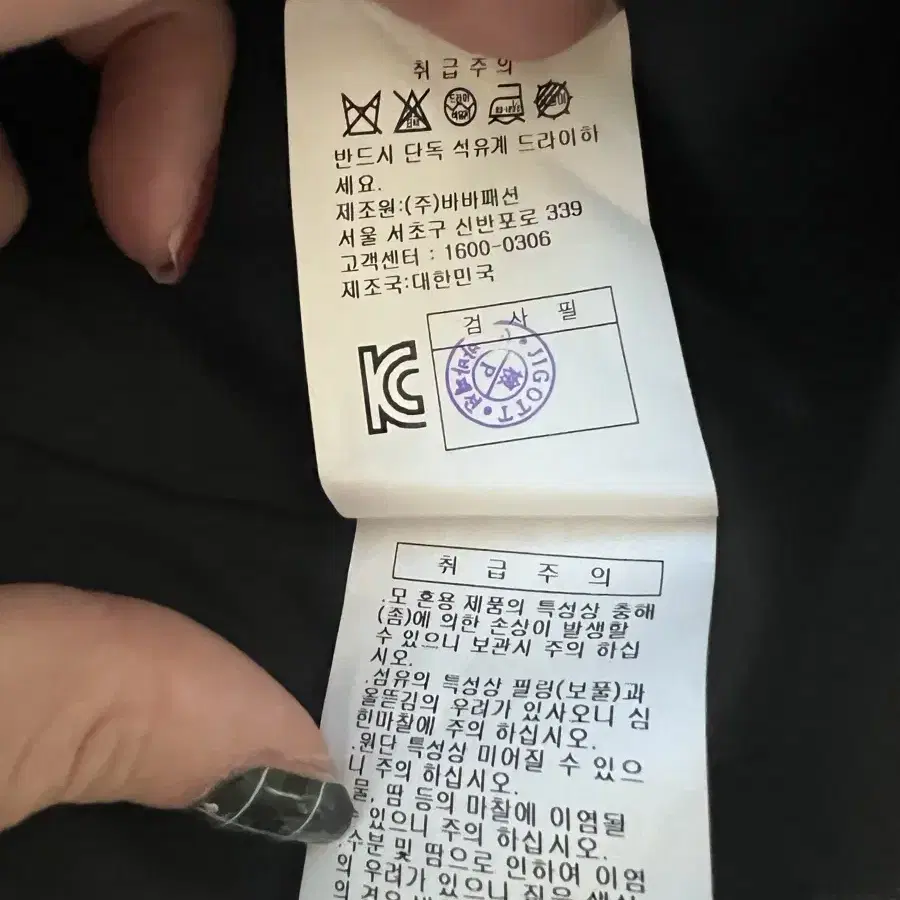 취급주의
드라이
반드시 단독 석유계 드라이하
세요.
제조원:(주)바바패션
서울 서초구 신반포로 339
고객센터 : 1600-0306
제조국:대한민국
검 사 필
JIGOTT
檢
P
취 급 주 의
.모 혼용 제품의 특성상 충해
(좀)에 의한 손상이 발생할
수 있으니 보관시 주의 하십
시오.
.섬유의 특성상 필링(보풀)과
올뜯김의 우려가 있사오니 심
힌마찰에 주의 하십시오.
.원단 특성상 미어질 수 있으
니 주의 하십시오.
물, 땀 등의 마찰에 이염될
있으니 주의 하십시오.
.수분 및 땀으로 인하여 이염
의 우려가 있으니 짙은 색상